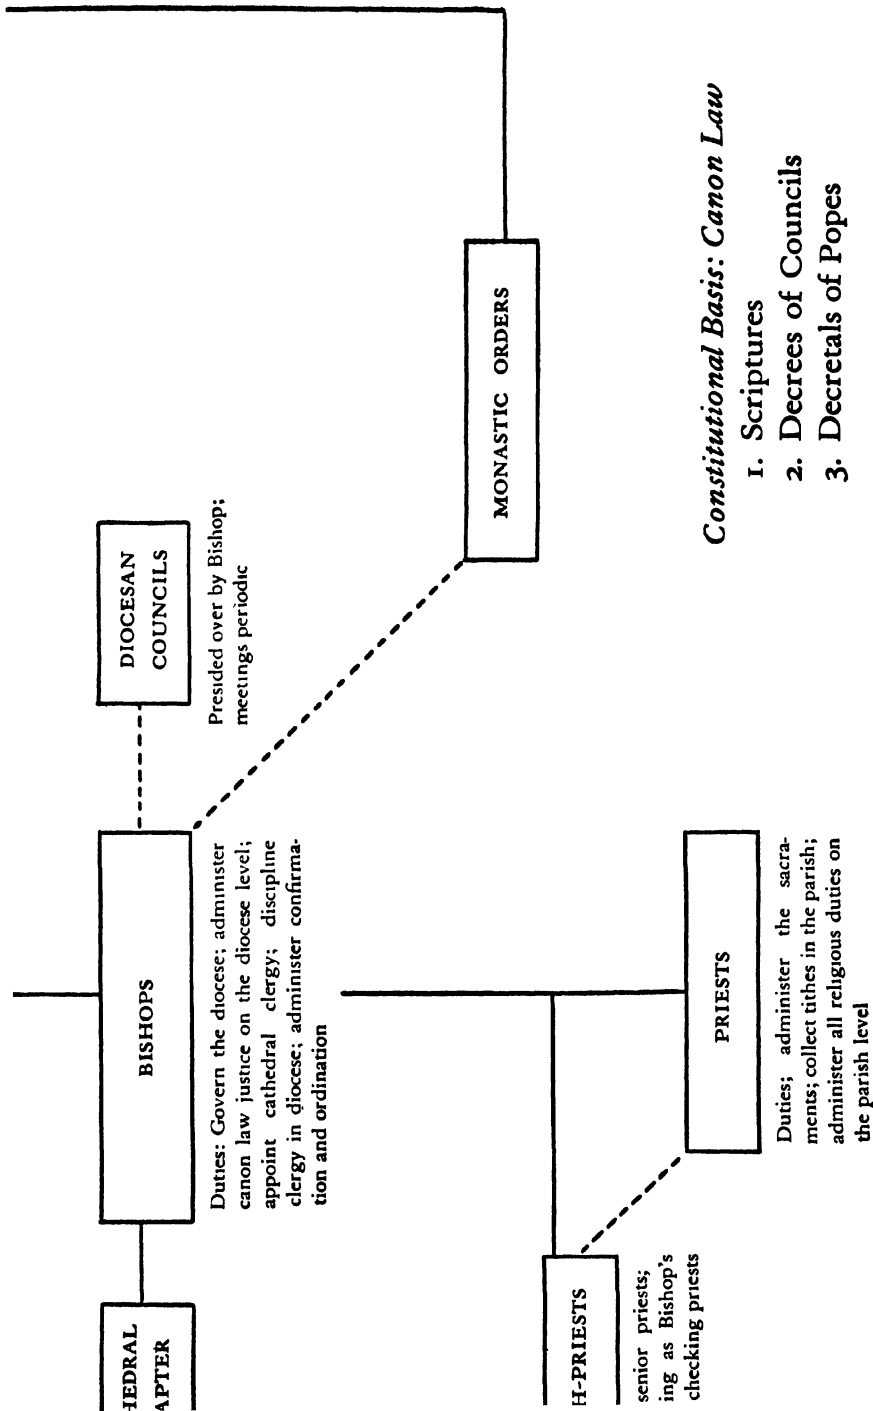 HEDRAL
APTER
BISHOPS
Duties: Govern the diocese; administer
canon law justice on the diocese level;
appoint cathedral clergy; discipline
clergy in diocese; administer confirma-
tion and ordination
DIOCESAN
COUNCILS
Presided over by Bishop;
meetings periodic
MONASTIC ORDERS
H-PRIESTS
senior priests;
ing as Bishop's
checking priests
PRIESTS
Duties; administer the sacra-
ments; collect tithes in the parish;
administer all religious duties on
the parish level
Constitutional Basis: Canon Law
1. Scriptures
2. Decrees of Councils
3. Decretals of Popes